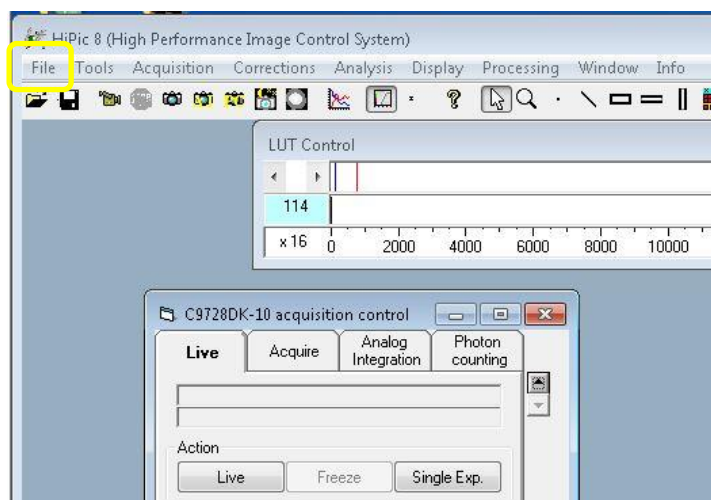 HiPic 8 (High Performance Image Control System)
File Tools Acquisition Corrections Analysis Display Processing Window Info
LUT Control
114
x 16 0 2000 4000 6000 8000 10000
C9728DK-10 acquisition control
Live Acquire Analog Integration Photon counting
Action
Live Freeze Single Exp.